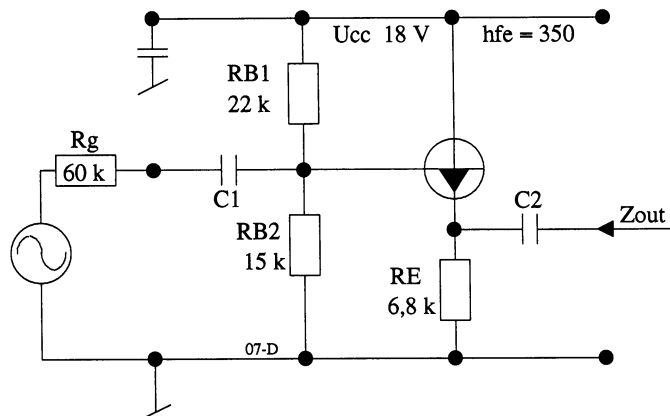 Ucc 18 V
hfe = 350
RB1
22 k
Rg
60 k
C1
RB2
15 k
C2
Zout
RE
6,8 k
07-D